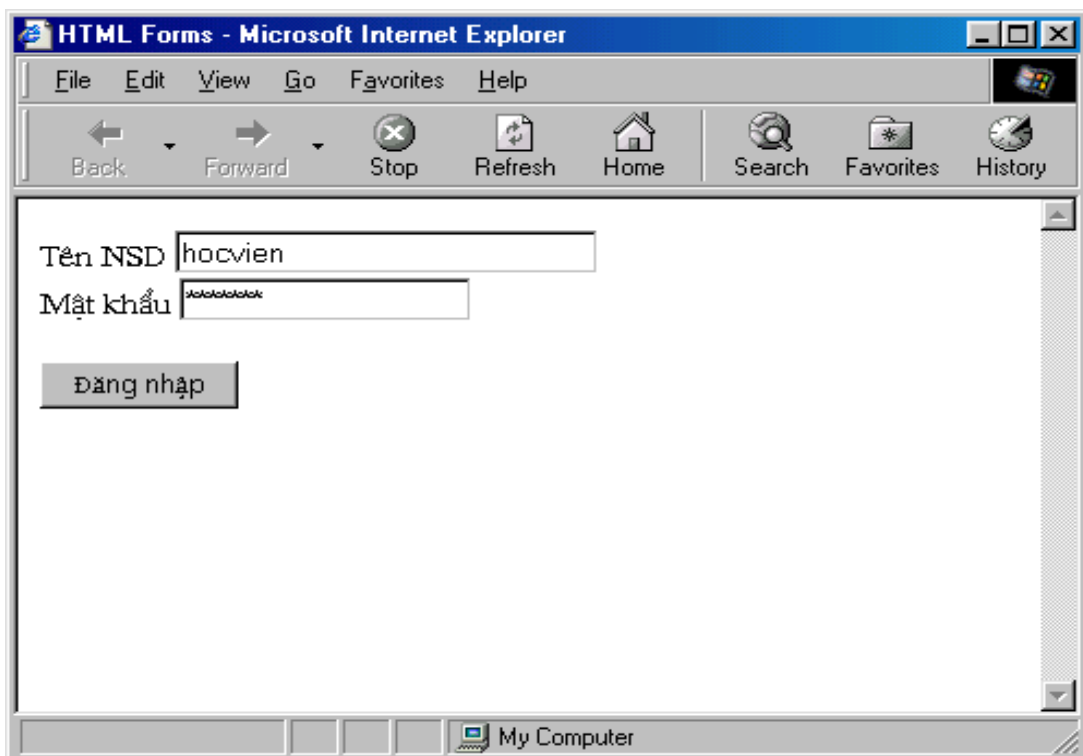 HTML Forms - Microsoft Internet Explorer
File Edit View Go Favorites Help
Back Forward Stop Refresh Home Search Favorites History
Tên NSD hocvien
Mật khẩu ********
Đăng nhập
My Computer